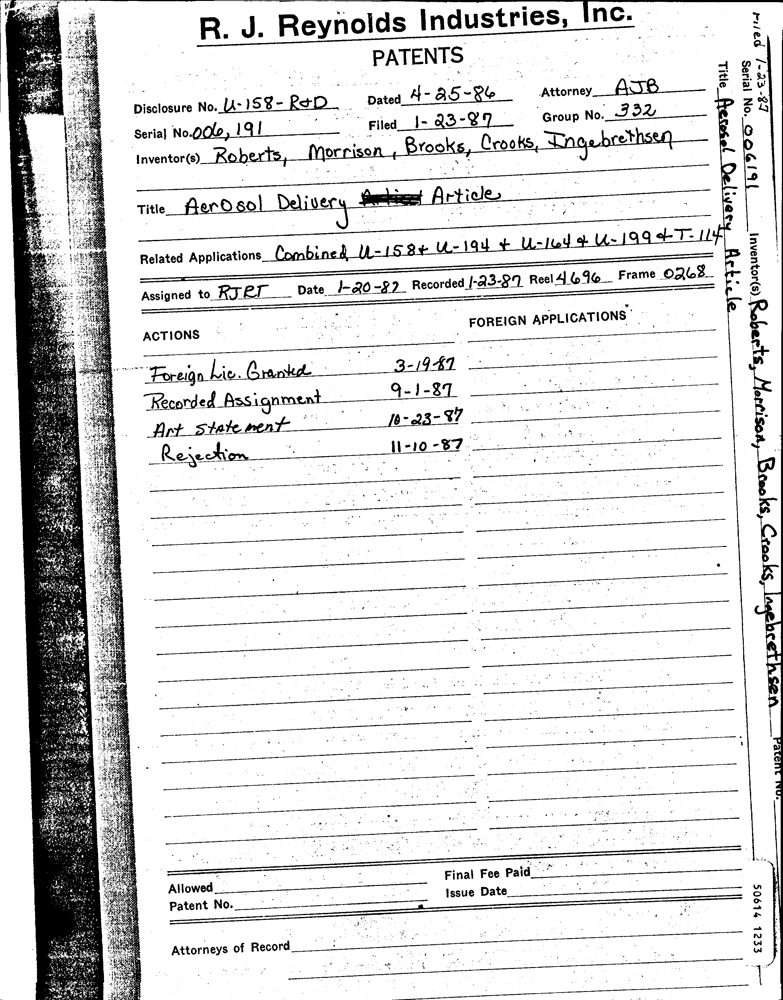 R. J. Reynolds Industries, Inc.
PATENTS
Disclosure No. U-158-R&D Dated 4-25-86 Attorney AJB
Serial No. 006,191 Filed 1-23-87 Group No. 332
Inventor(s) Roberts, Morrison, Brooks, Crooks, Ingebrethsen
Title Aerosol Delivery Article
Related Applications Combined U-158 + U-194 + U-164 + U-199 + T-114
Assigned to RJRT Date 1-20-87 Recorded 1-23-87 Reel 4696 Frame 0268
ACTIONS FOREIGN APPLICATIONS
Foreign Lic. Granted 3-19-87
Recorded Assignment 9-1-87
Art Statement 10-23-87
Rejection 11-10-87
Allowed Final Fee Paid
Patent No. Issue Date
Attorneys of Record
Filed 1-23-87
Serial No. 006191 Inventor(s) Roberts, Morrison, Brooks, Crooks, Ingebrethsen Patent No.
Title Aerosol Delivery Article
50614 1233